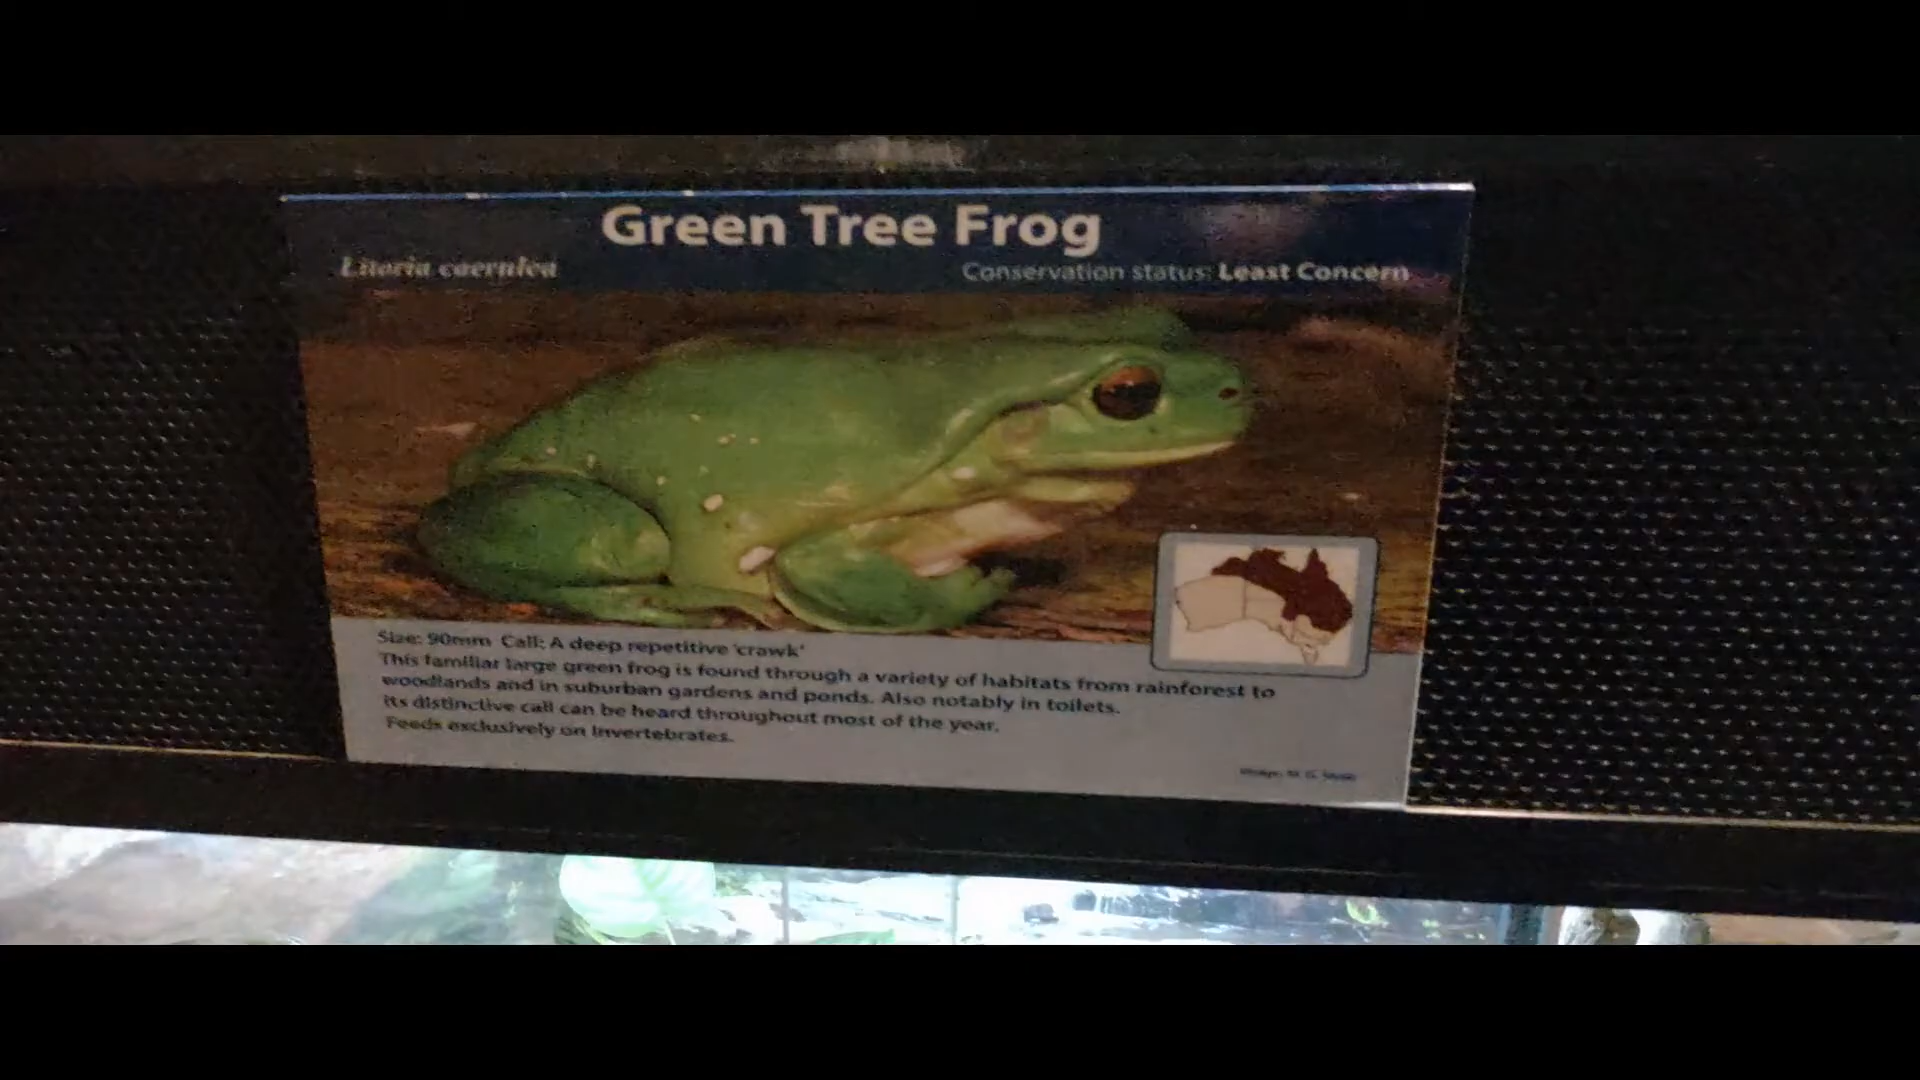 Green Tree Frog
Litoria caerulea
Conservation status: Least Concern
Size: 90mm Call: A deep repetitive 'crawk'
This familiar large green frog is found through a variety of habitats from rainforest to
woodlands and in suburban gardens and ponds. Also notably in toilets.
Its distinctive call can be heard throughout most of the year.
Feeds exclusively on Invertebrates.